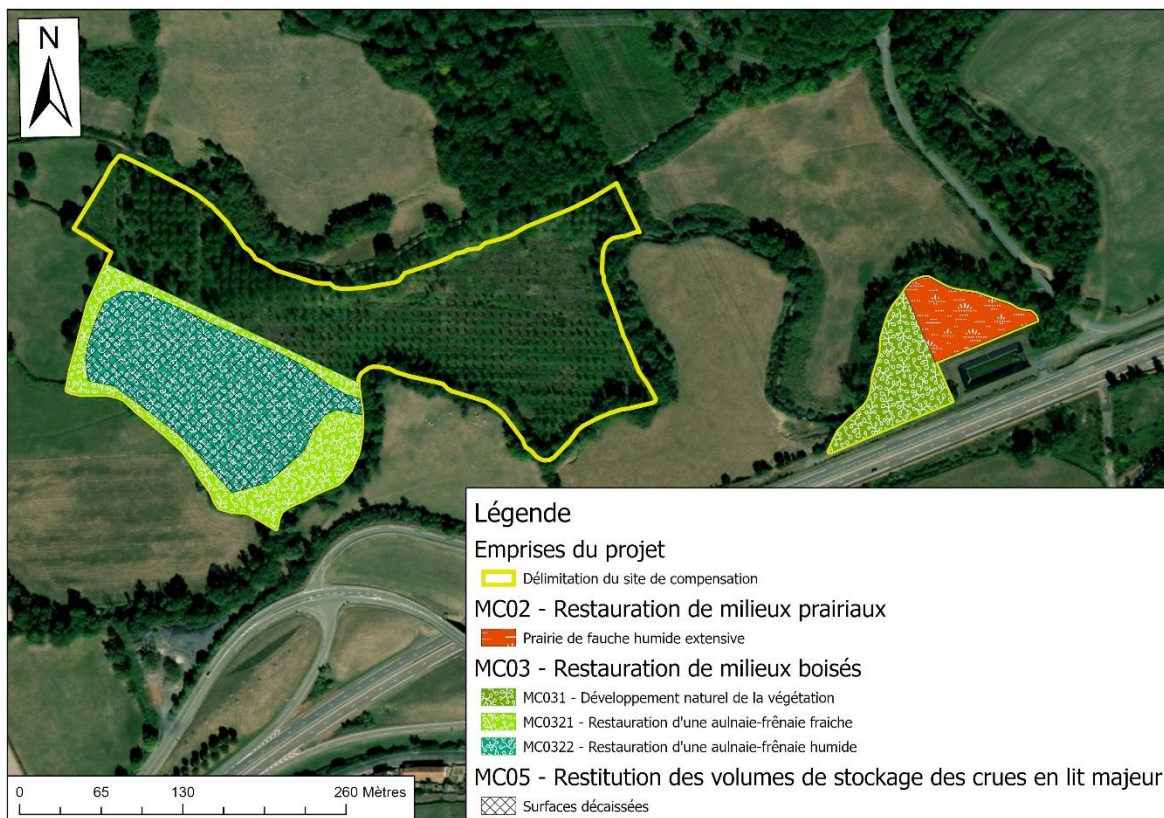 N
Légende
Emprises du projet
Délimitation du site de compensation
MC02 - Restauration de milieux prairiaux
Prairie de fauche humide extensive
MC03 - Restauration de milieux boisés
MC031 - Développement naturel de la végétation
MC0321 - Restauration d'une aulnaie-frênaie fraiche
MC0322 - Restauration d'une aulnaie-frênaie humide
MC05 - Restitution des volumes de stockage des crues en lit majeur
Surfaces décaissées
0 65 130 260 Mètres